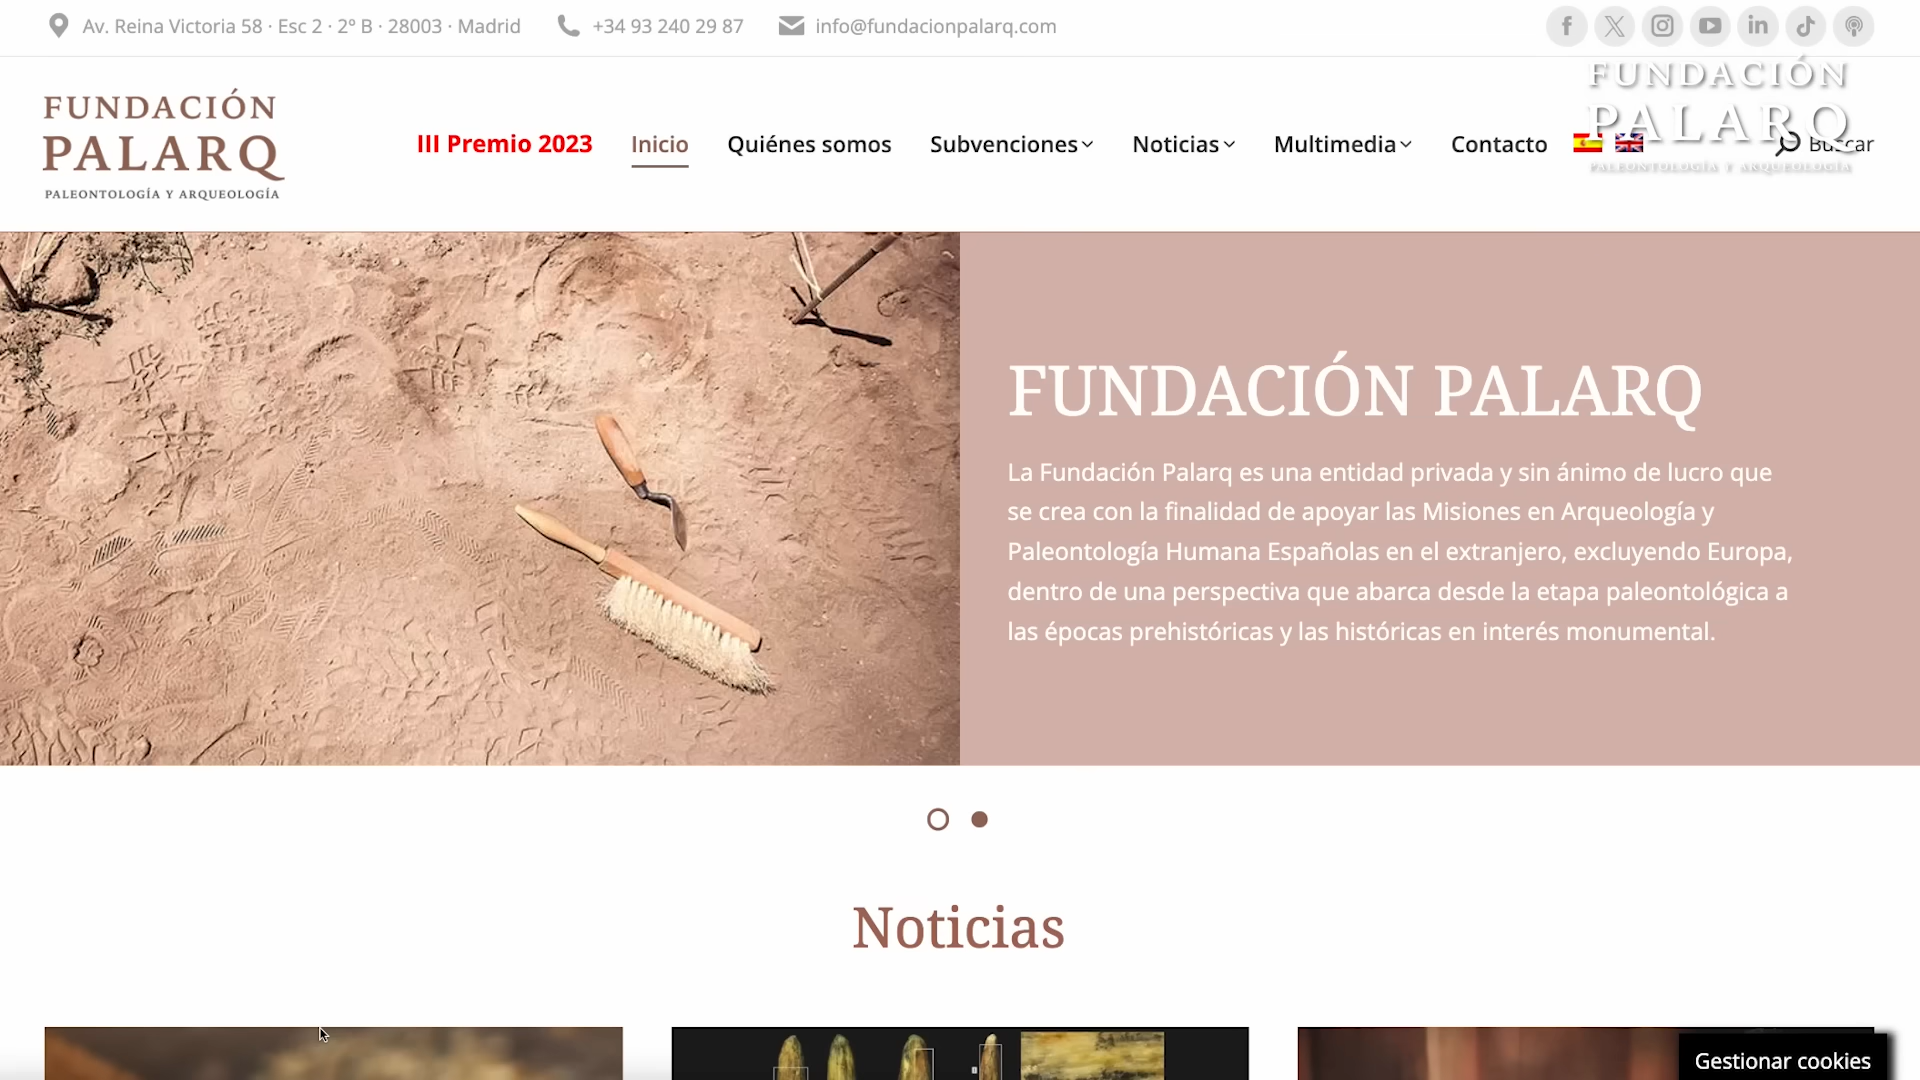 Av. Reina Victoria 58 · Esc 2 · 2º B · 28003 · Madrid
+34 93 240 29 87
info@fundacionpalarq.com
FUNDACIÓN
PALARQ
PALEONTOLOGÍA Y ARQUEOLOGÍA
III Premio 2023
Inicio
Quiénes somos
Subvenciones
Noticias
Multimedia
Contacto
Buscar
FUNDACIÓN
PALARQ
PALEONTOLOGÍA Y ARQUEOLOGÍA
FUNDACIÓN PALARQ
La Fundación Palarq es una entidad privada y sin ánimo de lucro que
se crea con la finalidad de apoyar las Misiones en Arqueología y
Paleontología Humana Españolas en el extranjero, excluyendo Europa,
dentro de una perspectiva que abarca desde la etapa paleontológica a
las épocas prehistóricas y las históricas en interés monumental.
Noticias
Gestionar cookies